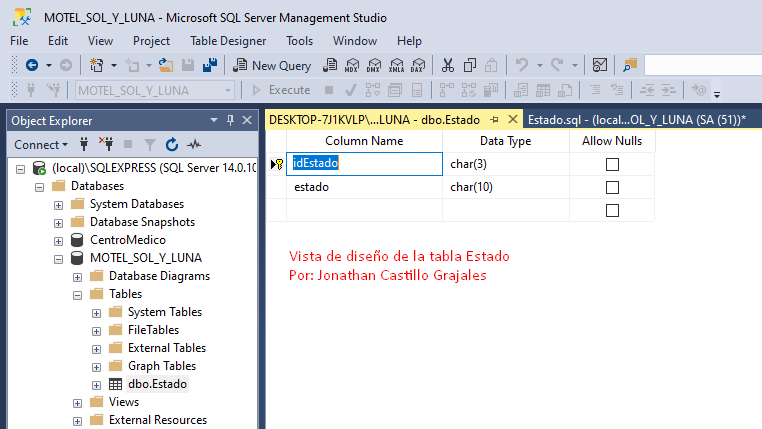 MOTEL_SOL_Y_LUNA - Microsoft SQL Server Management Studio
File Edit View Project Table Designer Tools Window Help
New Query MDX DMX XMLA DAX
MOTEL_SOL_Y_LUNA Execute
Object Explorer
Connect
(local)\SQLEXPRESS (SQL Server 14.0.10
Databases
System Databases
Database Snapshots
CentroMedico
MOTEL_SOL_Y_LUNA
Database Diagrams
Tables
System Tables
FileTables
External Tables
Graph Tables
dbo.Estado
Views
External Resources
DESKTOP-7J1KVLP\...LUNA - dbo.Estado Estado.sql - (local...OL_Y_LUNA (SA (51))*
Column Name Data Type Allow Nulls
idEstado char(3)
estado char(10)
Vista de diseño de la tabla Estado
Por: Jonathan Castillo Grajales